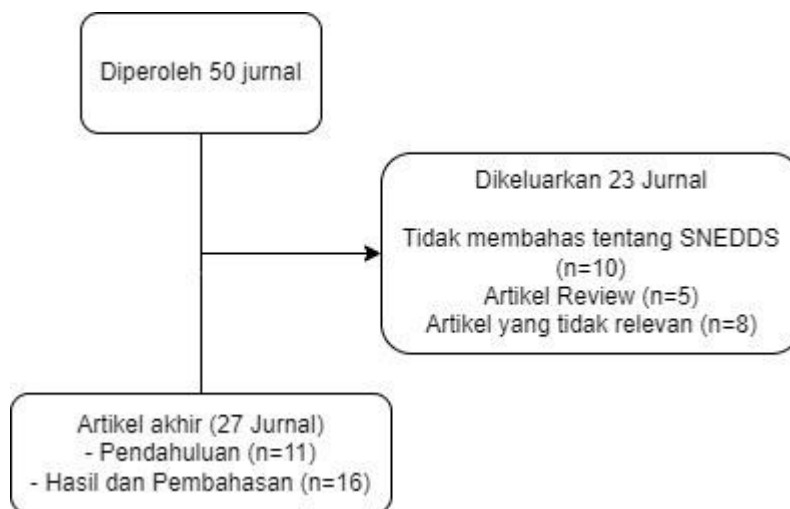 Diperoleh 50 jurnal
Dikeluarkan 23 Jurnal
Tidak membahas tentang SNEDDS
(n=10)
Artikel Review (n=5)
Artikel yang tidak relevan (n=8)
Artikel akhir (27 Jurnal)
- Pendahuluan (n=11)
- Hasil dan Pembahasan (n=16)